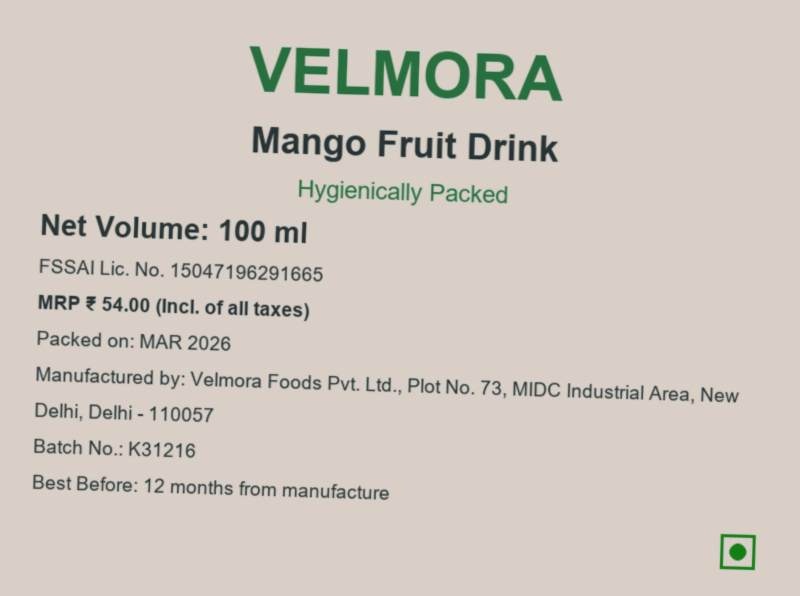 VELMORA
Mango Fruit Drink
Hygienically Packed
Net Volume: 100 ml
FSSAI Lic. No. 15047196291665
MRP ₹ 54.00 (Incl. of all taxes)
Packed on: MAR 2026
Manufactured by: Velmora Foods Pvt. Ltd., Plot No. 73, MIDC Industrial Area, New
Delhi, Delhi - 110057
Batch No.: K31216
Best Before: 12 months from manufacture